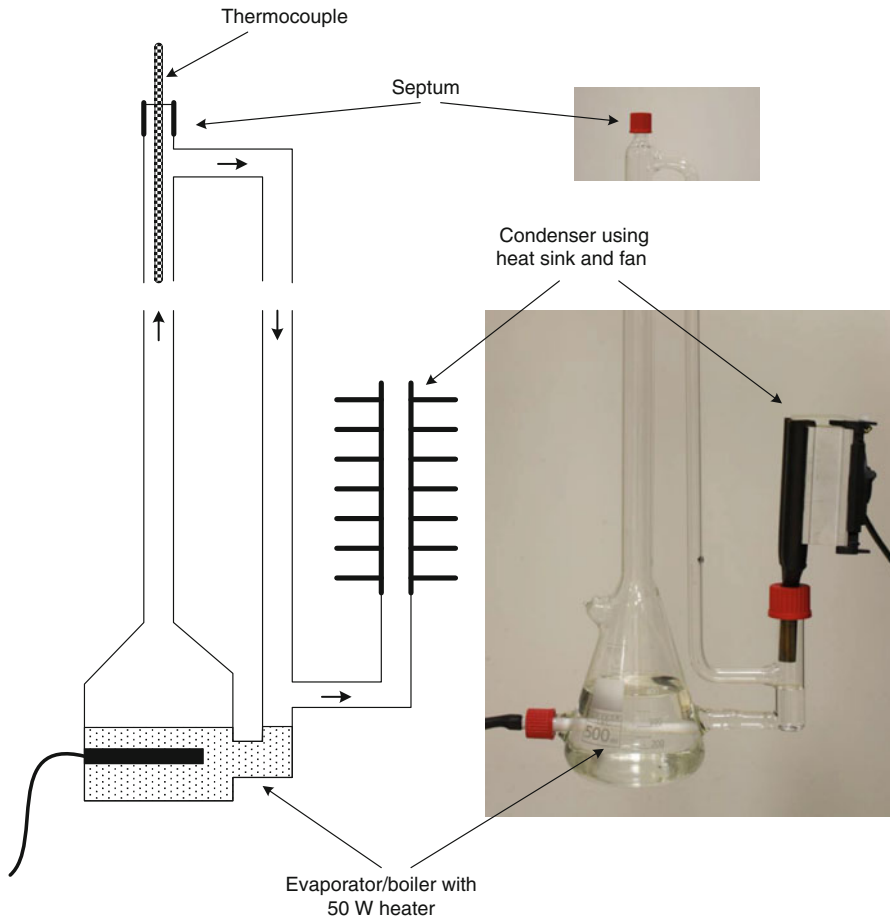 Thermocouple
Septum
Condenser using
heat sink and fan
500
Evaporator/boiler with
50 W heater